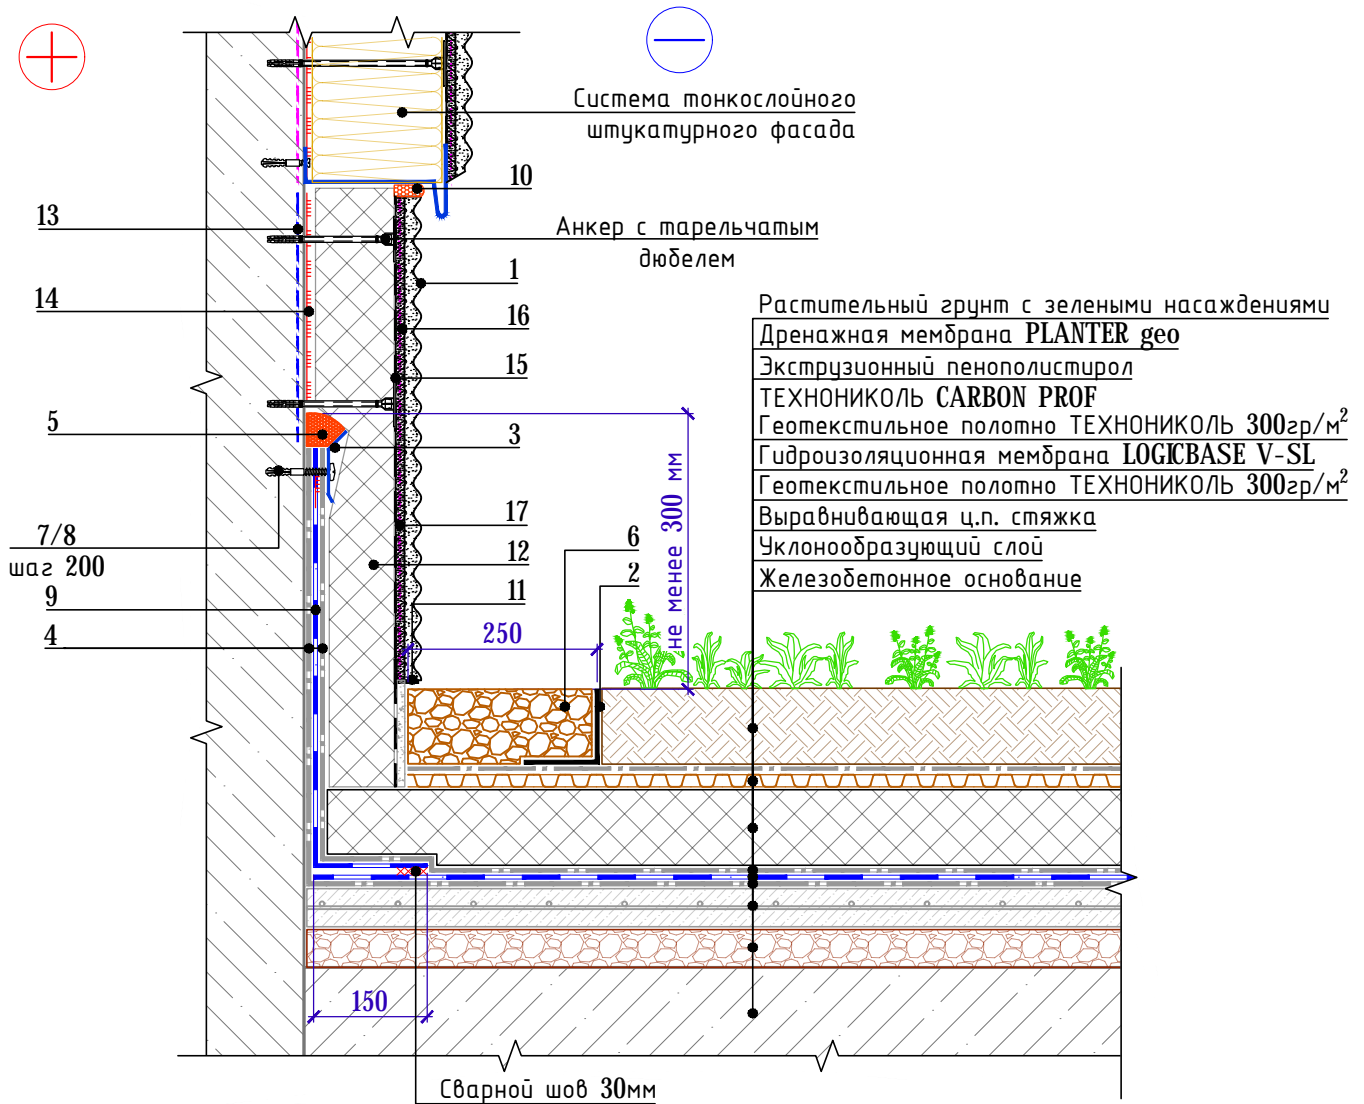 Система тонкослойного
штукатурного фасада
10
13
Анкер с тарельчатым
дюбелем
1
14
16
15
Растительный грунт с зелеными насаждениями
Дренажная мембрана PLANTER geo
Экструзионный пенополистирол
ТЕХНОНИКОЛЬ CARBON PROF
Геотекстильное полотно ТЕХНОНИКОЛЬ 300гр/м²
Гидроизоляционная мембрана LOGICBASE V-SL
Геотекстильное полотно ТЕХНОНИКОЛЬ 300гр/м²
Выравнивающая ц.п. стяжка
Уклонообразующий слой
Железобетонное основание
5
3
не менее 300 мм
17
7/8
шаг 200
12
6
2
9
11
4
250
150
Сварной шов 30мм